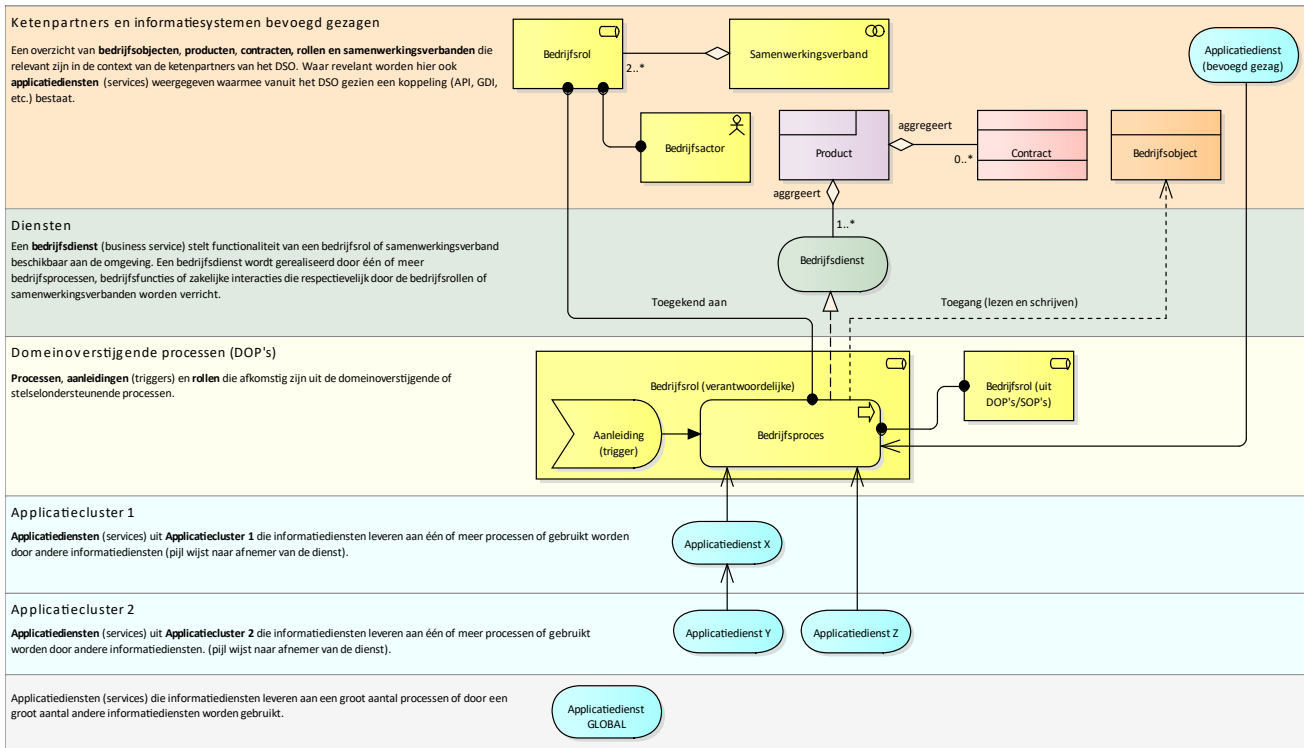 Ketenpartners en informatiesystemen bevoegd gezagen
Een overzicht van bedrijfsobjecten, producten, contracten, rollen en samenwerkingsverbanden die
relevant zijn in de context van de ketenpartners van het DSO. Waar revelant worden hier ook
applicatiediensten (services) weergegeven waarmee vanuit het DSO gezien een koppeling (API, GDI,
etc.) bestaat.
Bedrijfsrol
2..*
Samenwerkingsverband
Applicatiedienst
(bevoegd gezag)
Bedrijfsactor
Product
aggregeert
0..*
Contract
Bedrijfsobject
aggrgeert
1..*
Diensten
Een bedrijfsdienst (business service) stelt functionaliteit van een bedrijfsrol of samenwerkingsverband
beschikbaar aan de omgeving. Een bedrijfsdienst wordt gerealiseerd door één of meer
bedrijfsprocessen, bedrijfsfuncties of zakelijke interacties die respectievelijk door de bedrijfsrollen of
samenwerkingsverbanden worden verricht.
Bedrijfsdienst
Toegekend aan
Toegang (lezen en schrijven)
Domeinoverstijgende processen (DOP's)
Processen, aanleidingen (triggers) en rollen die afkomstig zijn uit de domeinoverstijgende of
stelselondersteunende processen.
Bedrijfsrol (verantwoordelijke)
Aanleiding
(trigger)
Bedrijfsproces
Bedrijfsrol (uit
DOP's/SOP's)
Applicatiecluster 1
Applicatiediensten (services) uit Applicatiecluster 1 die informatiediensten leveren aan één of meer processen of gebruikt worden
door andere informatiediensten (pijl wijst naar afnemer van de dienst).
Applicatiedienst X
Applicatiecluster 2
Applicatiediensten (services) uit Applicatiecluster 2 die informatiediensten leveren aan één of meer processen of gebruikt
worden door andere informatiediensten. (pijl wijst naar afnemer van de dienst).
Applicatiedienst Y
Applicatiedienst Z
Applicatiediensten (services) die informatiediensten leveren aan een groot aantal processen of door een
groot aantal andere informatiediensten worden gebruikt.
Applicatiedienst
GLOBAL